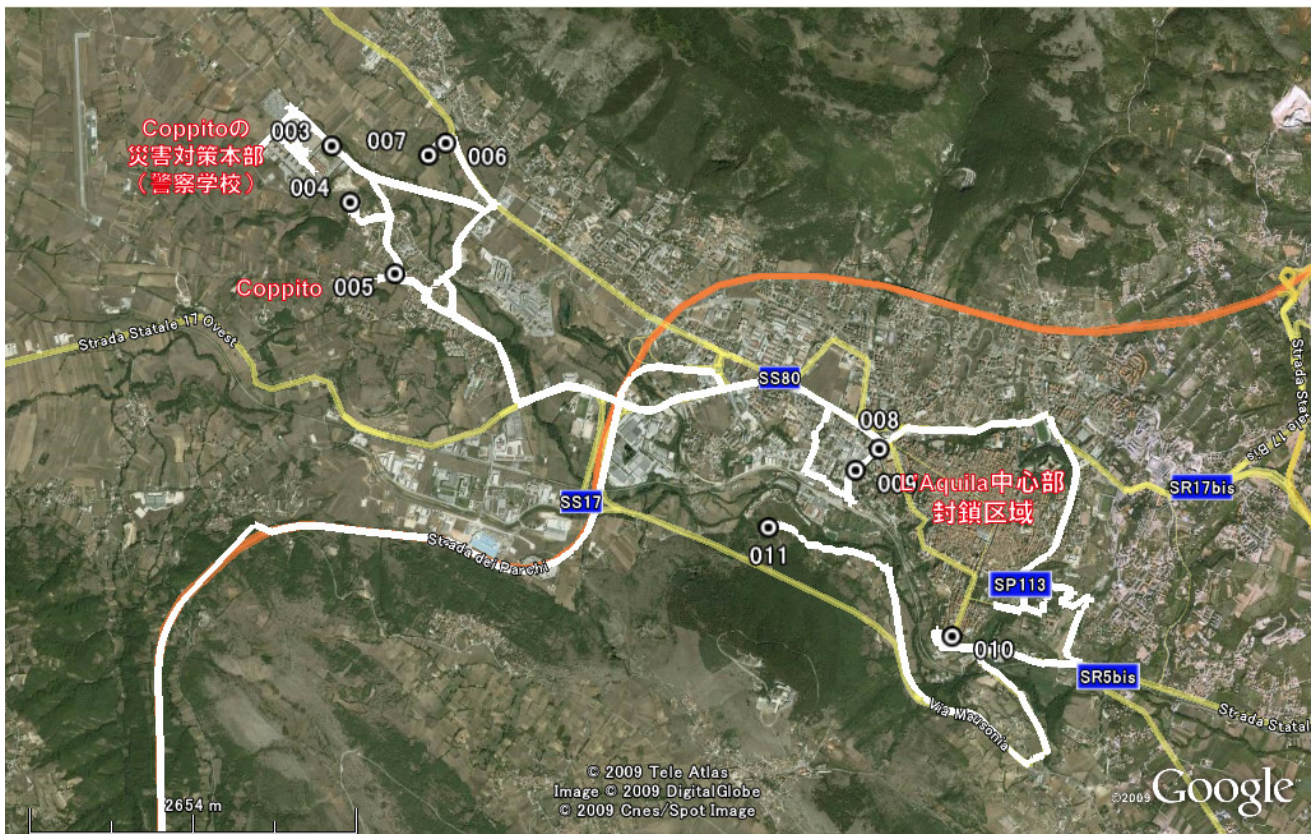 Coppitoの
災害対策本部
（警察学校）
003
007
006
004
Coppito
005
Strada Statale 17 Ovest
SS80
008
009
L'Aquila中心部
封鎖区域
Strada Statale 17 Bis
SR17bis
SS17
Strada dei Parchi
011
SP113
010
SR5bis
Via Mausonia
Strada Statal
2654 m
© 2009 Tele Atlas
Image © 2009 DigitalGlobe
© 2009 Cnes/Spot Image
©2009 Google™